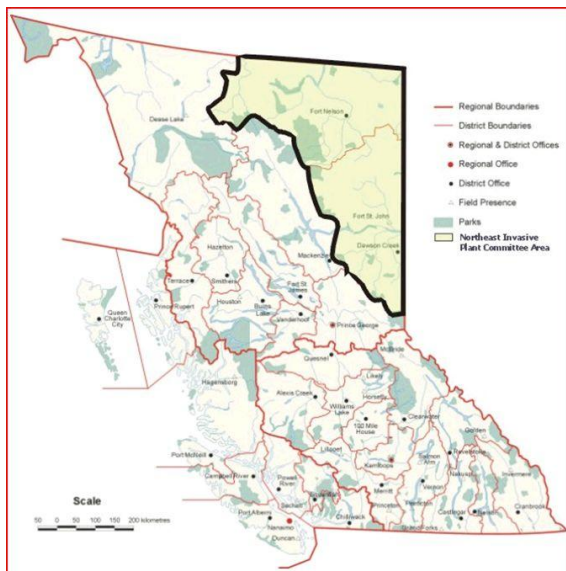 Dease Lake
Fort Nelson
Regional Boundaries
District Boundaries
Regional & District Offices
Regional Office
District Office
Field Presence
Parks
Northeast Invasive
Plant Committee Area
Fort St. John
Dawson Creek
Mackenzie
Hazelton
Smithers
Terrace
Prince Rupert
Houston
Burns
Lake
Fort St
James
Vanderhoof
Prince George
Queen
Charlotte
City
McBride
Quesnel
Hagensborg
Alexis Creek
Williams
Lake
Likely
Horsefly
100 Mile
House
Clearwater
Golden
Lillooet
Kamloops
Salmon
Arm
Revelstoke
Nakusp
Invermere
Port McNeill
Campbell River
Powell
River
Merritt
Vernon
Princeton
Penticton
Castlegar
Nelson
Cranbrook
Grand Forks
Squamish
Sechelt
Chilliwack
Port Alberni
Nanaimo
Duncan
Scale
50 0 50 100 150 200 kilometres